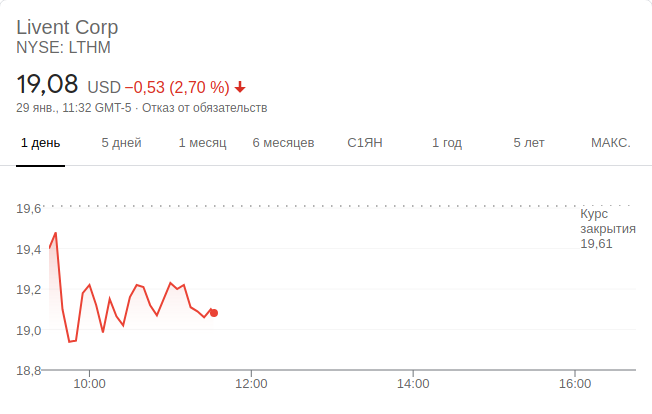 Livent Corp
NYSE: LTHM
19,08 USD −0,53 (2,70 %)
29 янв., 11:32 GMT-5 · Отказ от обязательств
1 день 5 дней 1 месяц 6 месяцев С1ЯН 1 год 5 лет МАКС.
19,6
Курс
закрытия
19,61
19,4
19,2
19,0
18,8
10:00 12:00 14:00 16:00